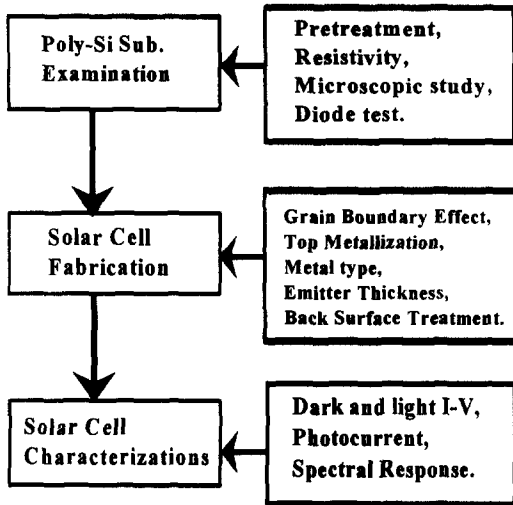 Poly-Si Sub.
Examination
Pretreatment,
Resistivity,
Microscopic study,
Diode test.
Solar Cell
Fabrication
Grain Boundary Effect,
Top Metallization,
Metal type,
Emitter Thickness,
Back Surface Treatment.
Solar Cell
Characterizations
Dark and light I-V,
Photocurrent,
Spectral Response.